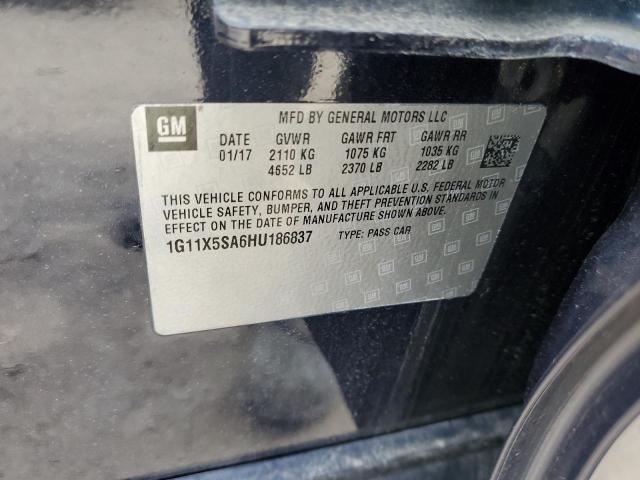 GM
MFD BY GENERAL MOTORS LLC
DATE GVWR GAWR FRT GAWR RR
01/17 2110 KG 1075 KG 1035 KG
4652 LB 2370 LB 2282 LB
THIS VEHICLE CONFORMS TO ALL APPLICABLE U.S. FEDERAL MOTOR
VEHICLE SAFETY, BUMPER, AND THEFT PREVENTION STANDARDS IN
EFFECT ON THE DATE OF MANUFACTURE SHOWN ABOVE.
1G11X5SA6HU186837 TYPE: PASS CAR